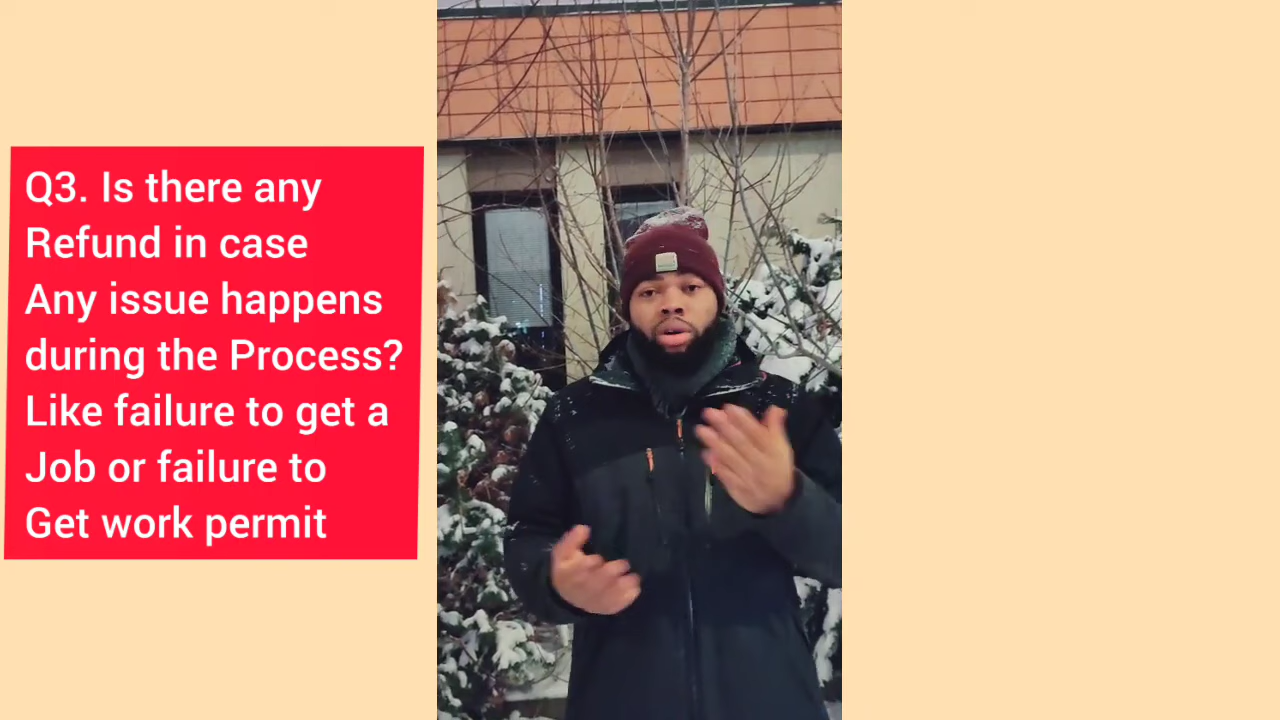 Q3. Is there any
Refund in case
Any issue happens
during the Process?
Like failure to get a
Job or failure to
Get work permit